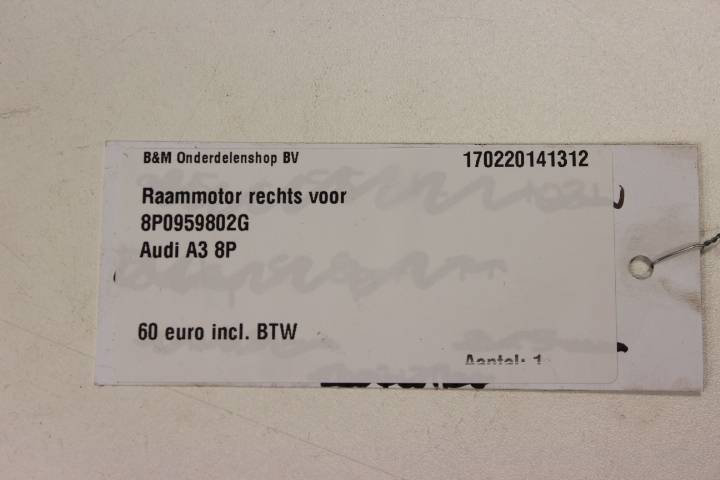 B&M Onderdelenshop BV 170220141312
Raammotor rechts voor
8P0959802G
Audi A3 8P
60 euro incl. BTW
Aantal: 1